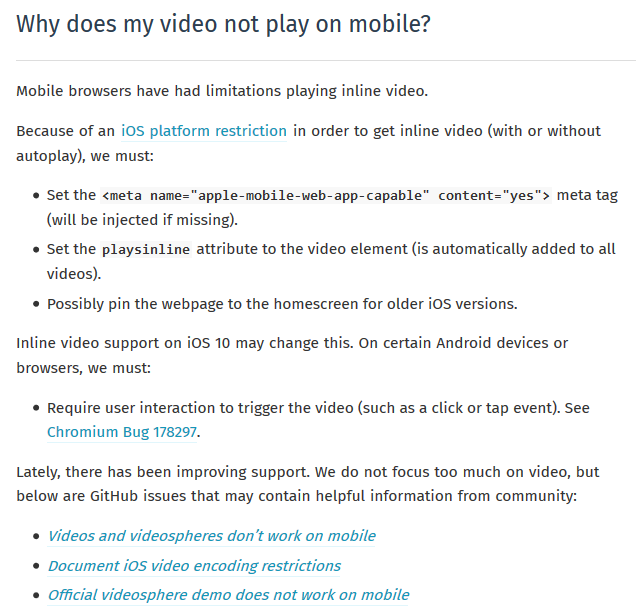 Why does my video not play on mobile?
Mobile browsers have had limitations playing inline video.
Because of an iOS platform restriction in order to get inline video (with or without
autoplay), we must:
• Set the <meta name="apple-mobile-web-app-capable" content="yes"> meta tag
(will be injected if missing).
• Set the playsinline attribute to the video element (is automatically added to all
videos).
• Possibly pin the webpage to the homescreen for older iOS versions.
Inline video support on iOS 10 may change this. On certain Android devices or
browsers, we must:
• Require user interaction to trigger the video (such as a click or tap event). See
Chromium Bug 178297.
Lately, there has been improving support. We do not focus too much on video, but
below are GitHub issues that may contain helpful information from community:
• Videos and videospheres don’t work on mobile
• Document iOS video encoding restrictions
• Official videosphere demo does not work on mobile